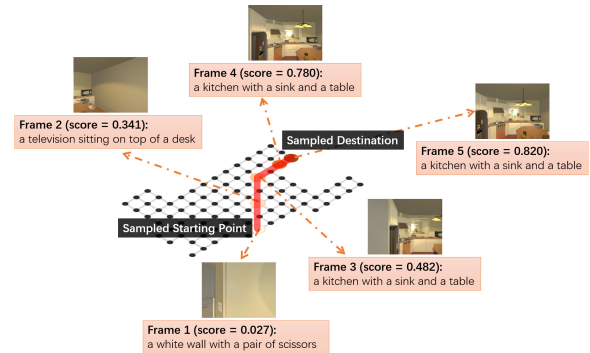 Frame 4 (score = 0.780):
a kitchen with a sink and a table
Frame 2 (score = 0.341):
a television sitting on top of a desk
Sampled Destination
Frame 5 (score = 0.820):
a kitchen with a sink and a table
Sampled Starting Point
Frame 3 (score = 0.482):
a kitchen with a sink and a table
Frame 1 (score = 0.027):
a white wall with a pair of scissors